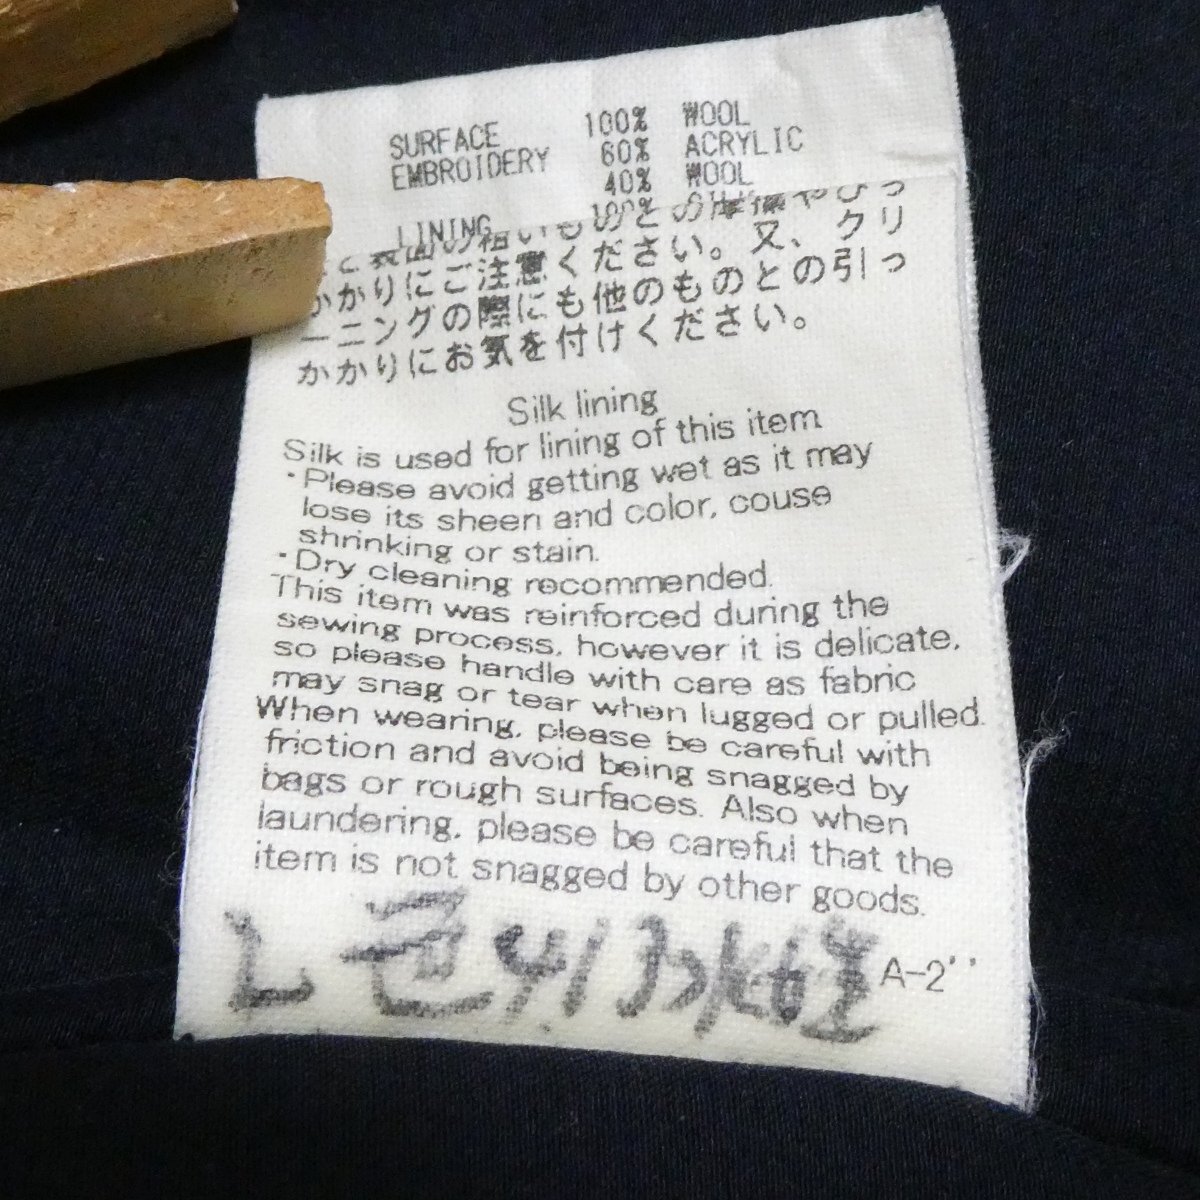 SURFACE 100% WOOL
EMBROIDERY 60% ACRYLIC
40% WOOL
LINING 100%
かかりにご注意ください。又、クリ
ーニングの際にも他のものとの引っ
かかりにお気を付けください。
Silk lining
Silk is used for lining of this item
・Please avoid getting wet as it may
lose its sheen and color, couse
shrinking or stain.
・Dry cleaning recommended.
This item was reinforced during the
sewing process, however it is delicate,
so please handle with care as fabric
may snag or tear when lugged or pulled.
When wearing, please be careful with
friction and avoid being snagged by
bags or rough surfaces. Also when
laundering, please be careful that the
item is not snagged by other goods.
A-2''